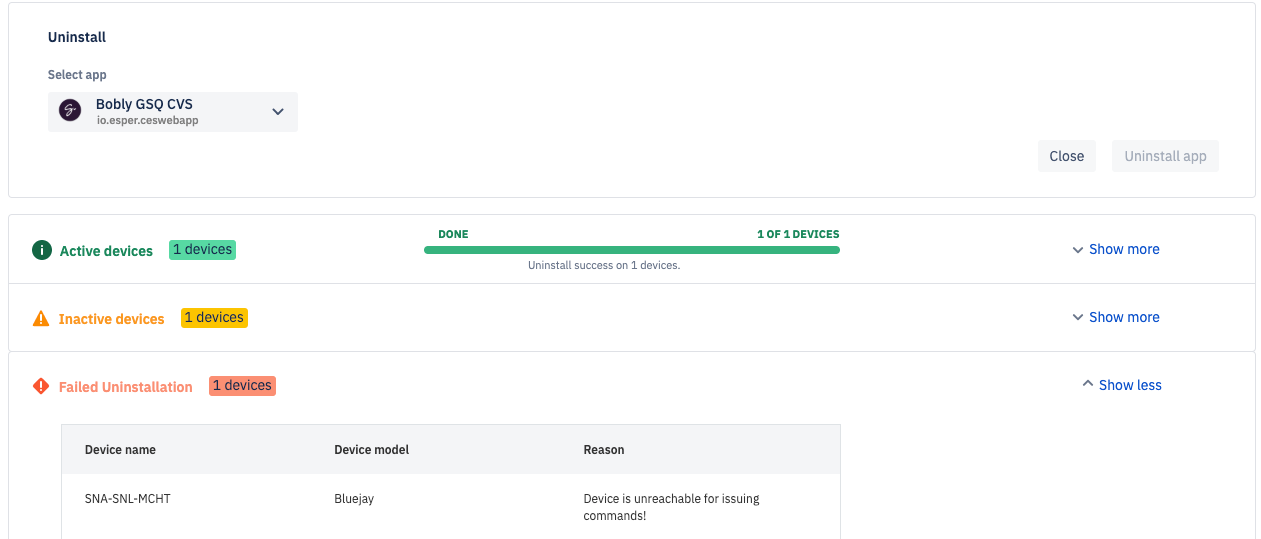 Uninstall
Select app
Bobly GSQ CVS
io.esper.ceswebapp
Close
Uninstall app
Active devices
1 devices
DONE
1 OF 1 DEVICES
Uninstall success on 1 devices.
Show more
Inactive devices
1 devices
Show more
Failed Uninstallation
1 devices
Show less
Device name
Device model
Reason
SNA-SNL-MCHT
Bluejay
Device is unreachable for issuing
commands!